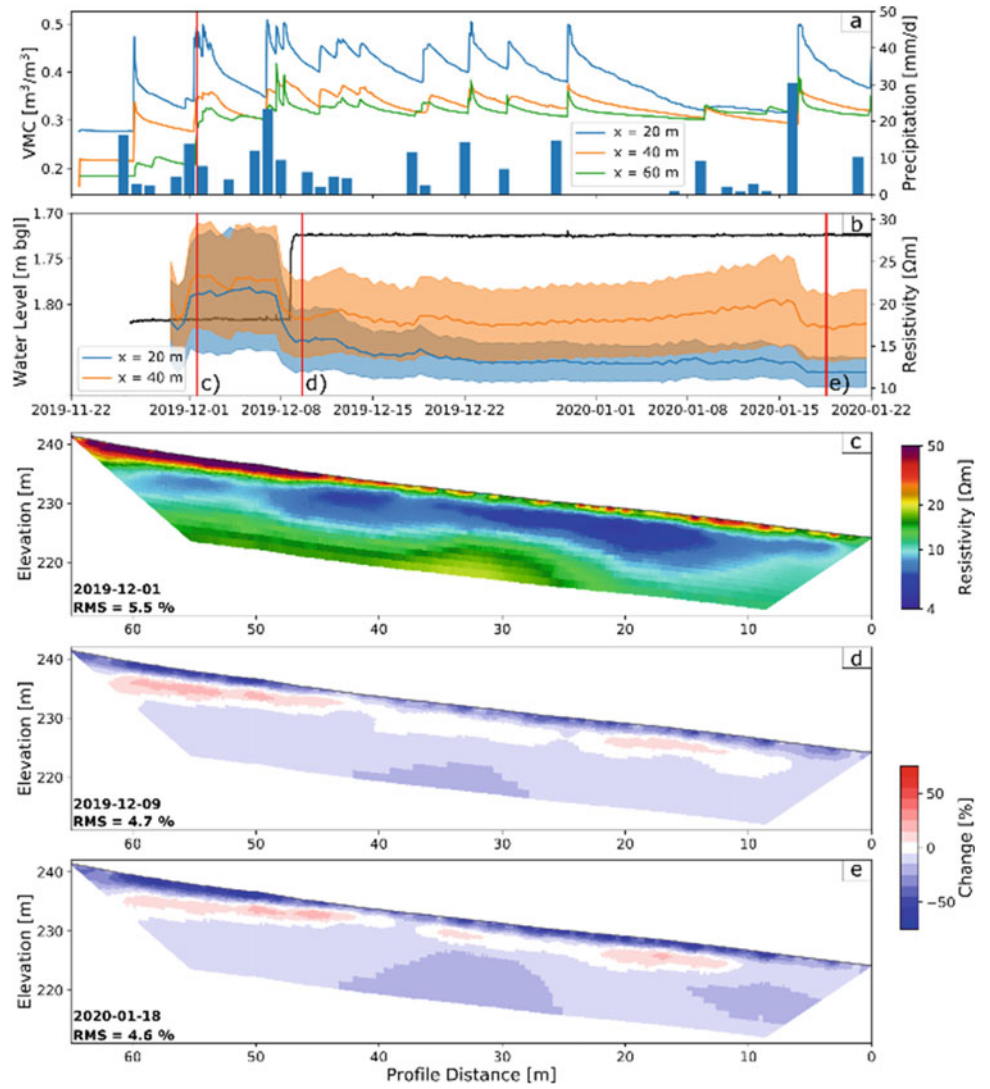 a
VMC [m³/m³]
0.5
0.4
0.3
0.2
Precipitation [mm/d]
50
40
30
20
10
0
x = 20 m
x = 40 m
x = 60 m
b
Water Level [m bgl]
1.70
1.75
1.80
Resistivity [Ωm]
30
25
20
15
10
x = 20 m
x = 40 m
c)
d)
e)
2019-11-22 2019-12-01 2019-12-08 2019-12-15 2019-12-22 2020-01-01 2020-01-08 2020-01-15 2020-01-22
c
Elevation [m]
240
230
220
2019-12-01
RMS = 5.5 %
60 50 40 30 20 10 0
50
20
10
4
Resistivity [Ωm]
d
Elevation [m]
240
230
220
2019-12-09
RMS = 4.7 %
60 50 40 30 20 10 0
50
0
−50
Change [%]
e
Elevation [m]
240
230
220
2020-01-18
RMS = 4.6 %
60 50 40 30 20 10 0
Profile Distance [m]